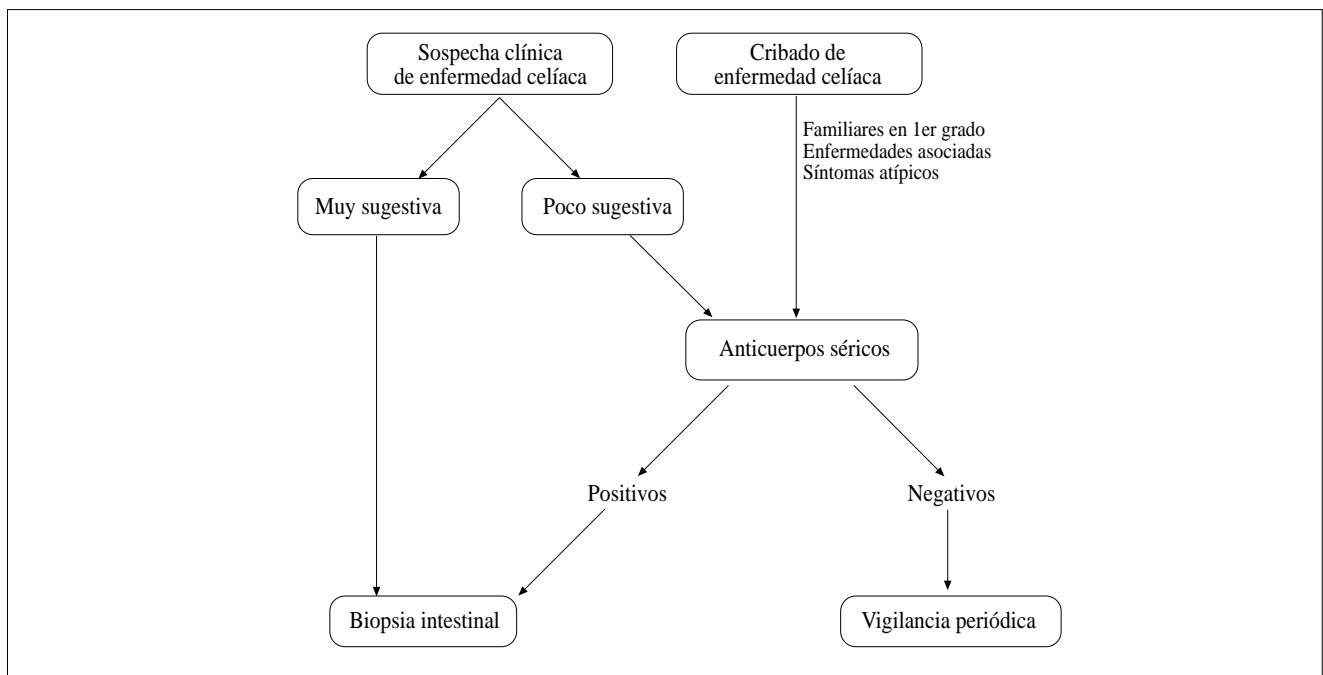 Sospecha clínica
de enfermedad celíaca
Cribado de
enfermedad celíaca
Familiares en 1er grado
Enfermedades asociadas
Síntomas atípicos
Muy sugestiva
Poco sugestiva
Anticuerpos séricos
Positivos
Negativos
Biopsia intestinal
Vigilancia periódica